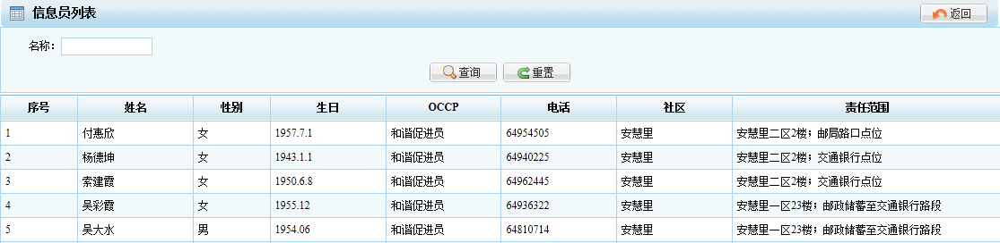 信息员列表 返回
名称：
查询 重置
序号 姓名 性别 生日 OCCP 电话 社区 责任范围
1 付惠欣 女 1957.7.1 和谐促进员 64954505 安慧里 安慧里二区2楼；邮局路口点位
2 杨德坤 女 1943.1.1 和谐促进员 64940225 安慧里 安慧里二区2楼；交通银行点位
3 索建霞 女 1950.6.8 和谐促进员 64962445 安慧里 安慧里二区2楼；交通银行点位
4 吴彩霞 女 1955.12 和谐促进员 64936322 安慧里 安慧里一区23楼；邮政储蓄至交通银行路段
5 吴大水 男 1954.06 和谐促进员 64810714 安慧里 安慧里一区23楼；邮政储蓄至交通银行路段